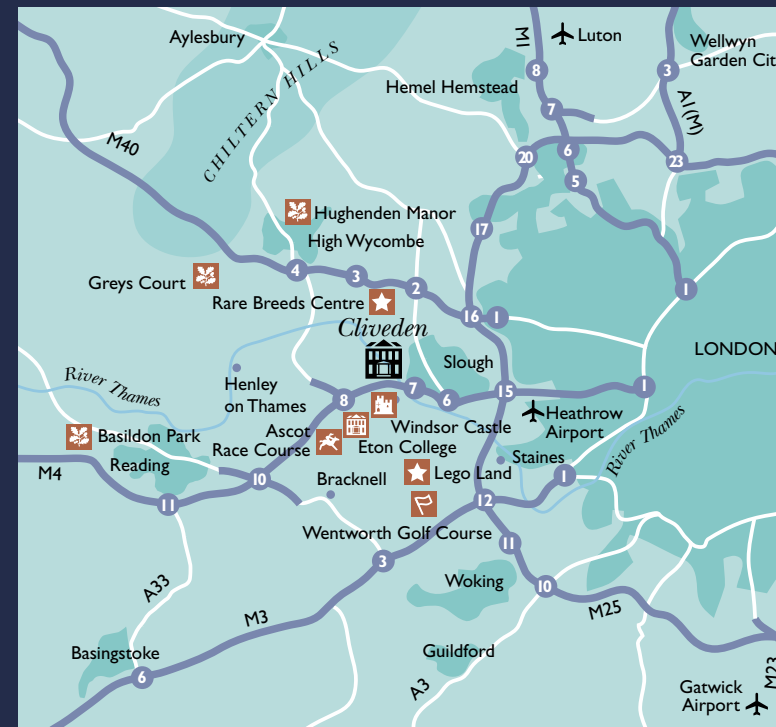 Aylesbury
CHILTERN HILLS
M1
Luton
Wellwyn
Garden Cit
8
3
Hemel Hemstead
7
A1(M)
M40
20
6
23
5
Hughenden Manor
17
High Wycombe
Greys Court
4
3
2
1
Rare Breeds Centre
16
1
Cliveden
LONDON
Slough
River Thames
Henley
on Thames
8
7
6
15
1
Heathrow
Airport
Windsor Castle
Ascot
Race Course
Eton College
River Thames
Basildon Park
Reading
Staines
M4
Lego Land
1
10
Bracknell
11
12
Wentworth Golf Course
11
3
Woking
10
A33
M25
M3
Basingstoke
Guildford
6
A3
M23
Gatwick
Airport